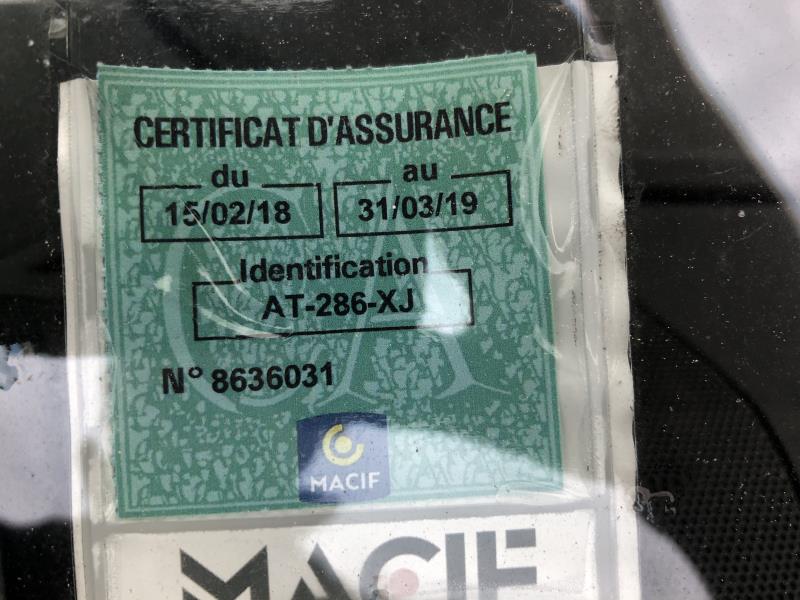 CERTIFICAT D'ASSURANCE
du au
15/02/18 31/03/19
Identification
AT-286-XJ
N° 8636031
MACIF
MACIF